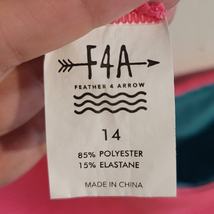 F4A
FEATHER 4 ARROW
14
85% POLYESTER
15% ELASTANE
MADE IN CHINA